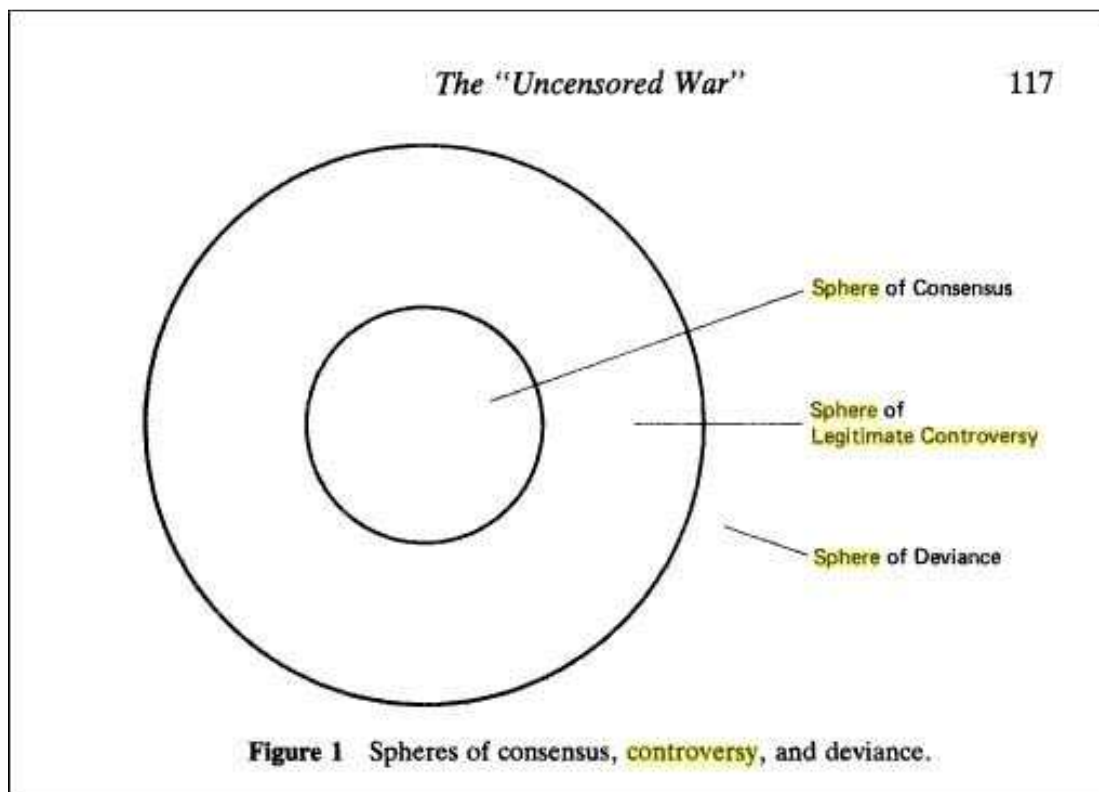 The "Uncensored War" 117
Sphere of Consensus
Sphere of
Legitimate Controversy
Sphere of Deviance
Figure 1 Spheres of consensus, controversy, and deviance.